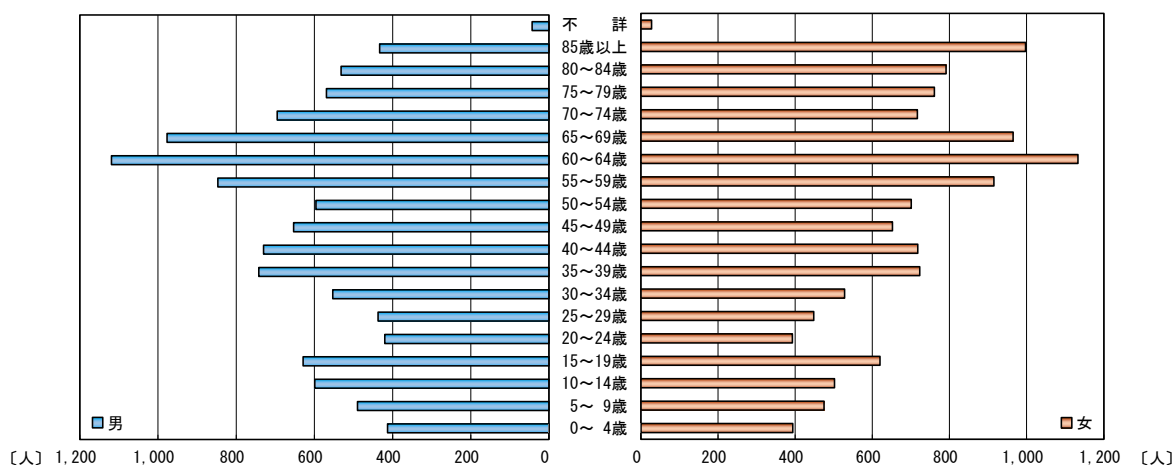 不　　詳
85歳以上
80～84歳
75～79歳
70～74歳
65～69歳
60～64歳
55～59歳
50～54歳
45～49歳
40～44歳
35～39歳
30～34歳
25～29歳
20～24歳
15～19歳
10～14歳
5～ 9歳
0～ 4歳
男
女
〔人〕 1,200 1,000 800 600 400 200 0
0 200 400 600 800 1,000 1,200 〔人〕